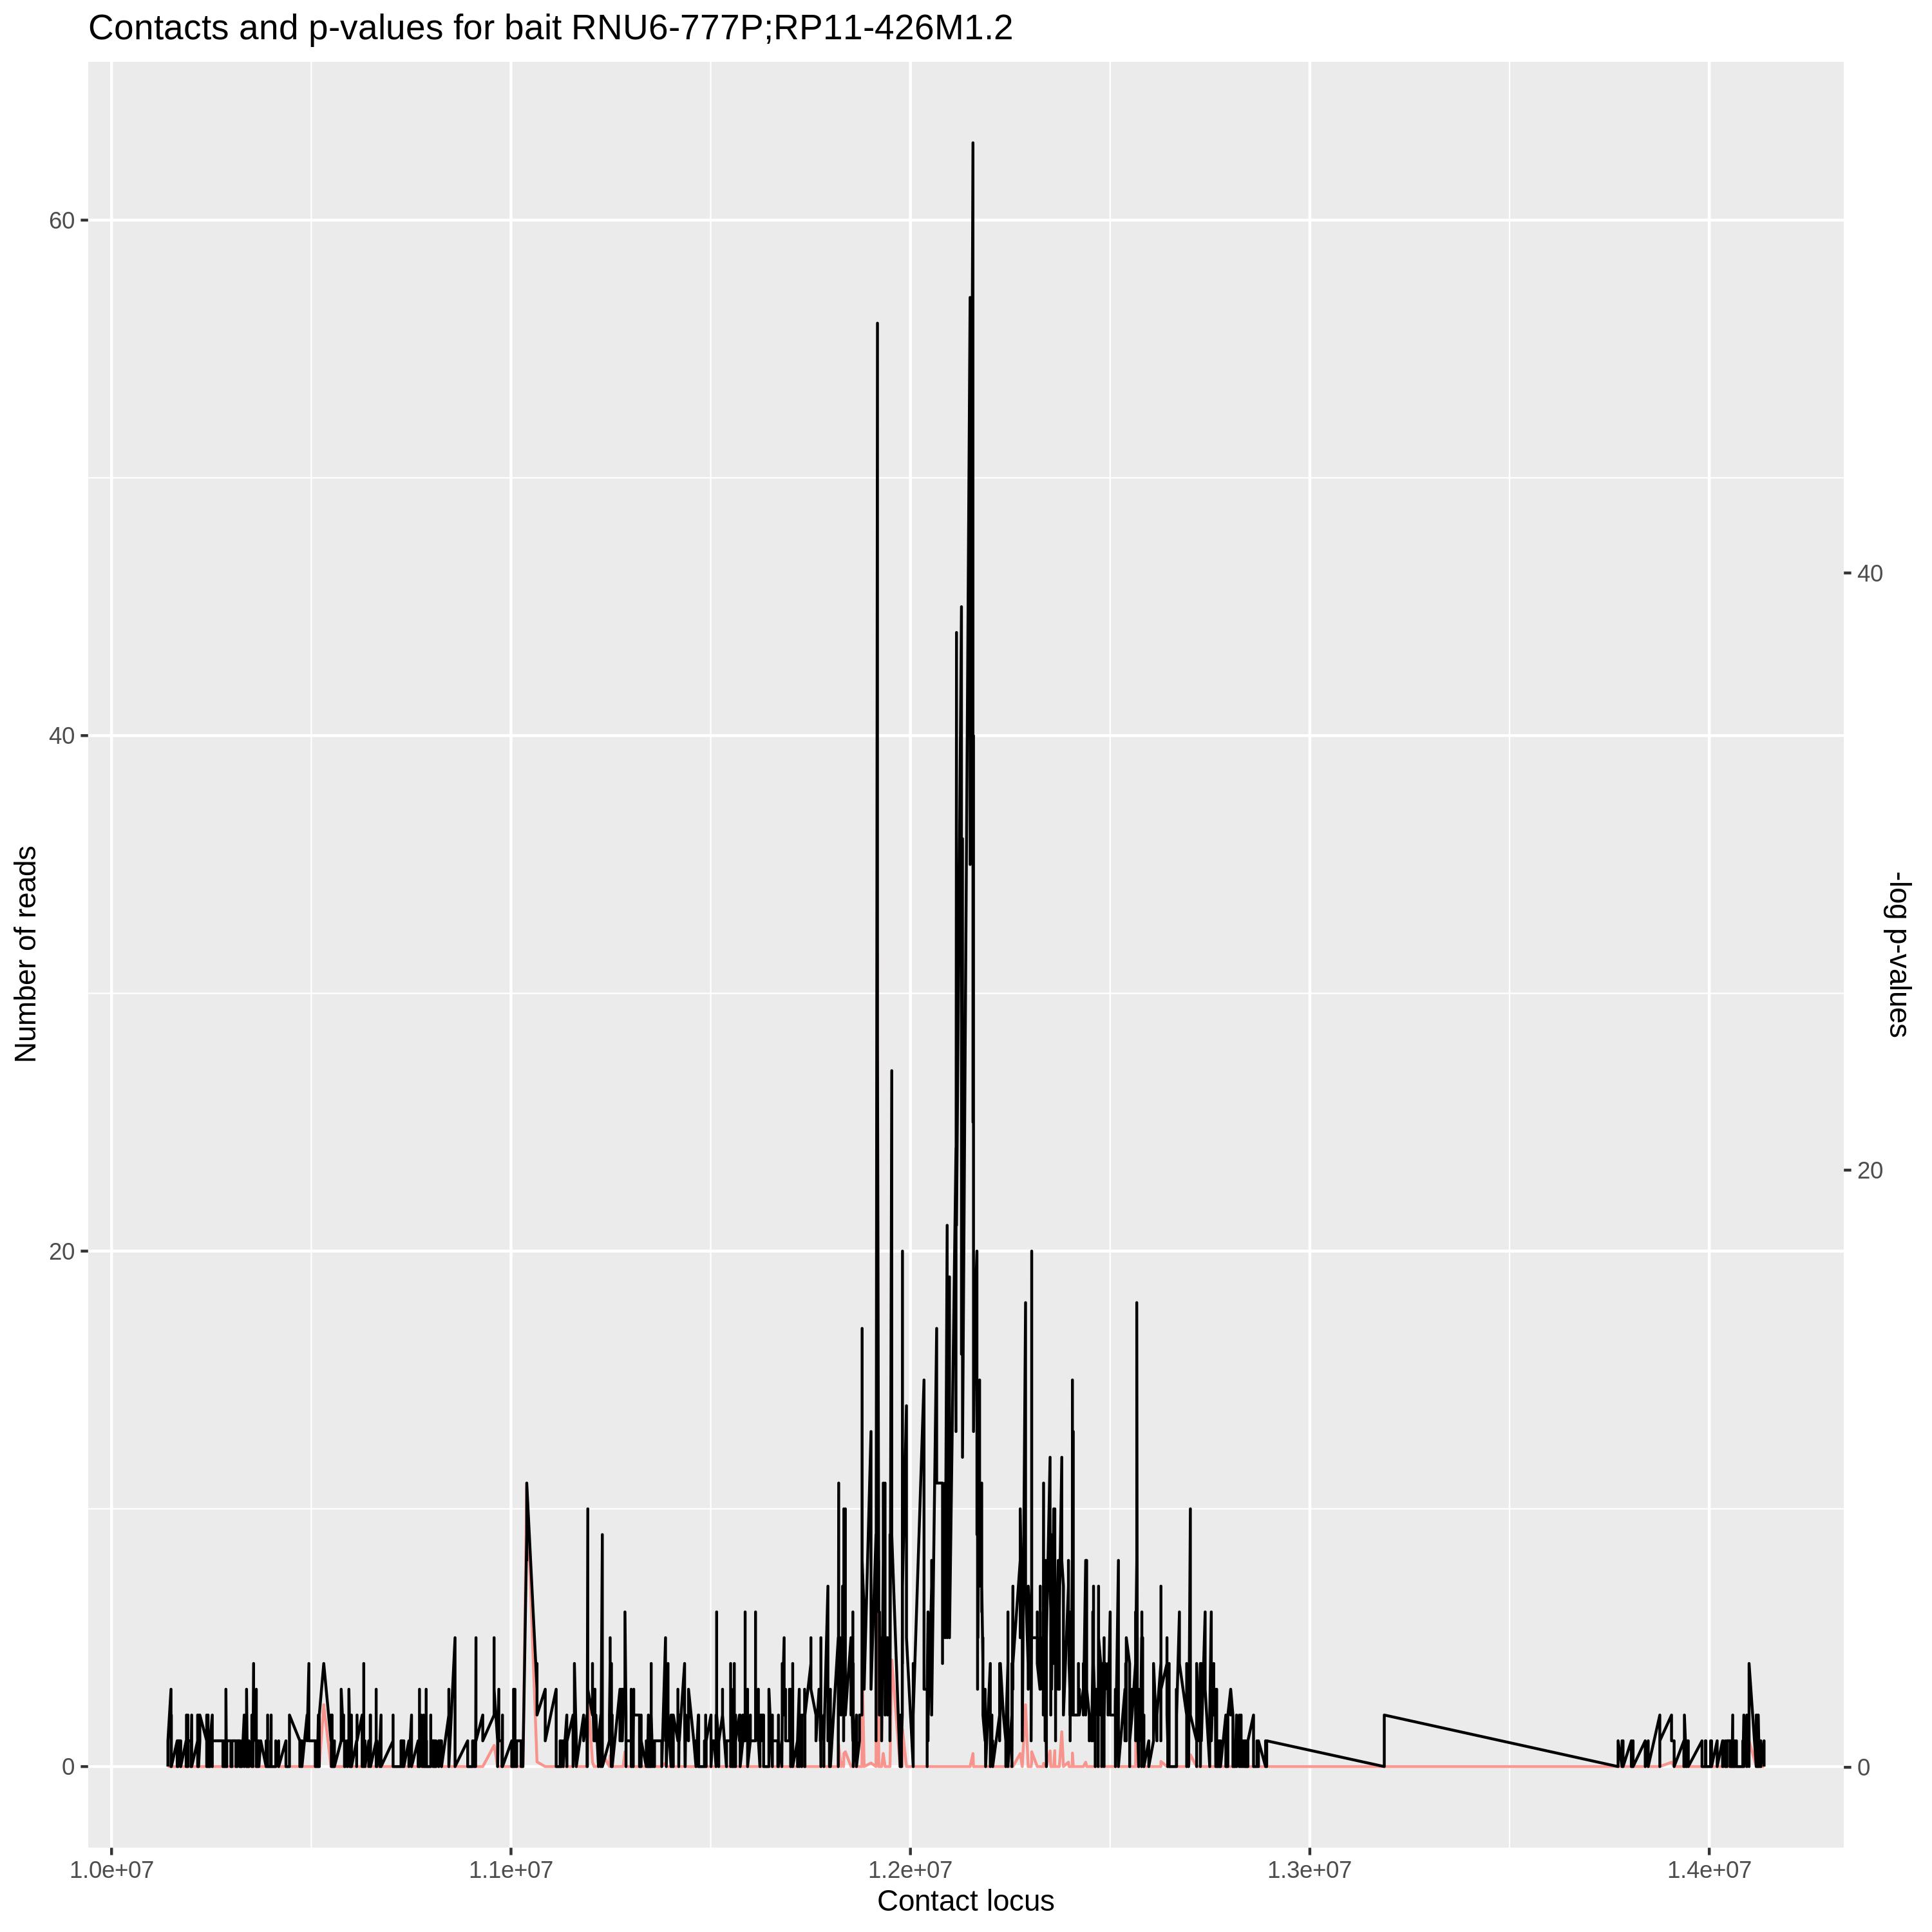 Contacts and p-values for bait RNU6-777P;RP11-426M1.2
60
40
20
0
Number of reads
40
20
0
-log p-values
1.0e+07
1.1e+07
1.2e+07
1.3e+07
1.4e+07
Contact locus